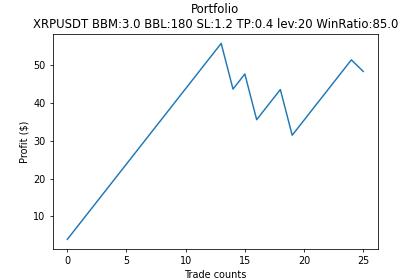 Portfolio
XRPUSDT BBM:3.0 BBL:180 SL:1.2 TP:0.4 lev:20 WinRatio:85.0
50
40
30
20
10
Profit ($)
0 5 10 15 20 25
Trade counts